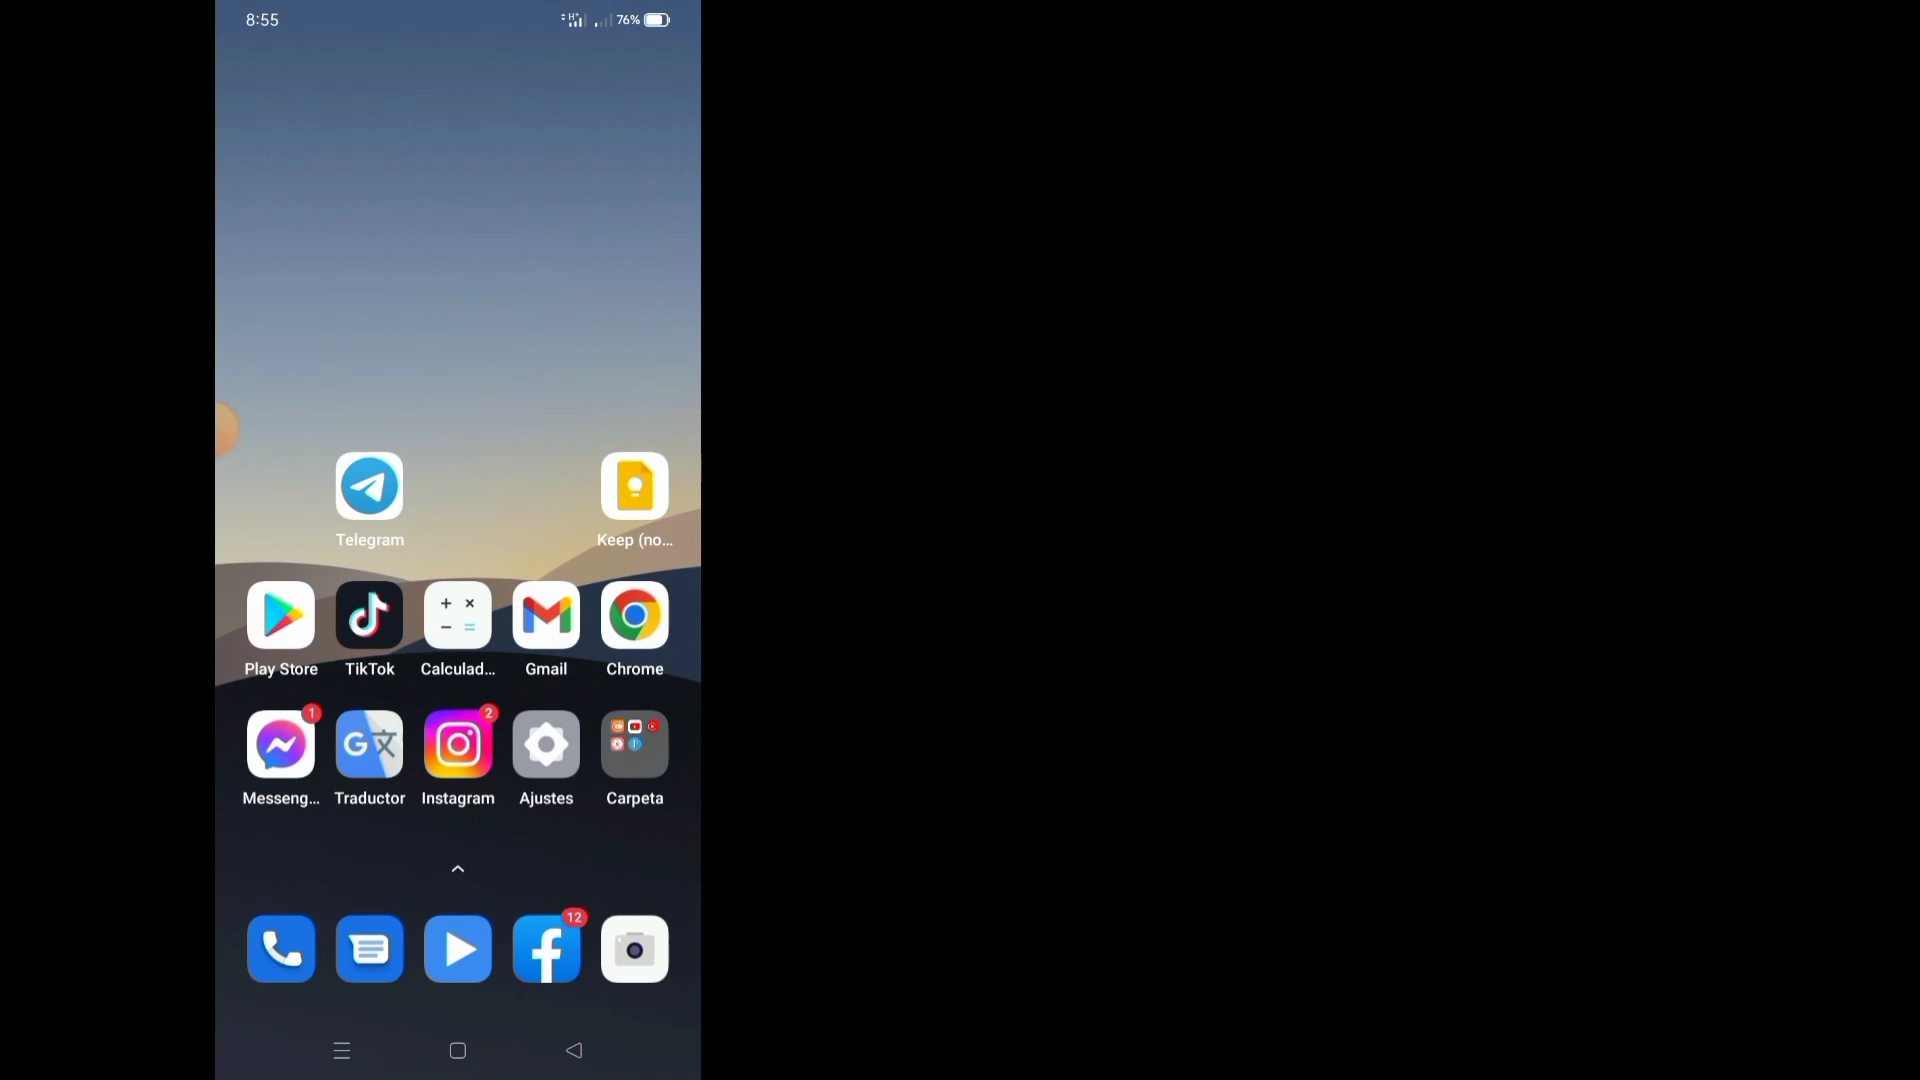 8:55
H+ 76%
Telegram
Keep (no...
Play Store
TikTok
Calculad...
Gmail
Chrome
1
2
Messeng...
Traductor
Instagram
Ajustes
Carpeta
12